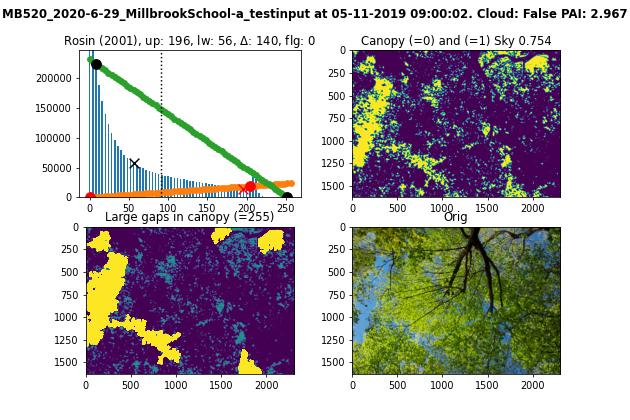 MB520_2020-6-29_MillbrookSchool-a_testinput at 05-11-2019 09:00:02. Cloud: False PAI: 2.967
Rosin (2001), up: 196, lw: 56, Δ: 140, flg: 0
Canopy (=0) and (=1) Sky 0.754
200000
150000
100000
50000
0
0 50 100 150 200 250
0
250
500
750
1000
1250
1500
0 500 1000 1500 2000
Large gaps in canopy (=255)
Orig
0
250
500
750
1000
1250
1500
0 500 1000 1500 2000
0
250
500
750
1000
1250
1500
0 500 1000 1500 2000